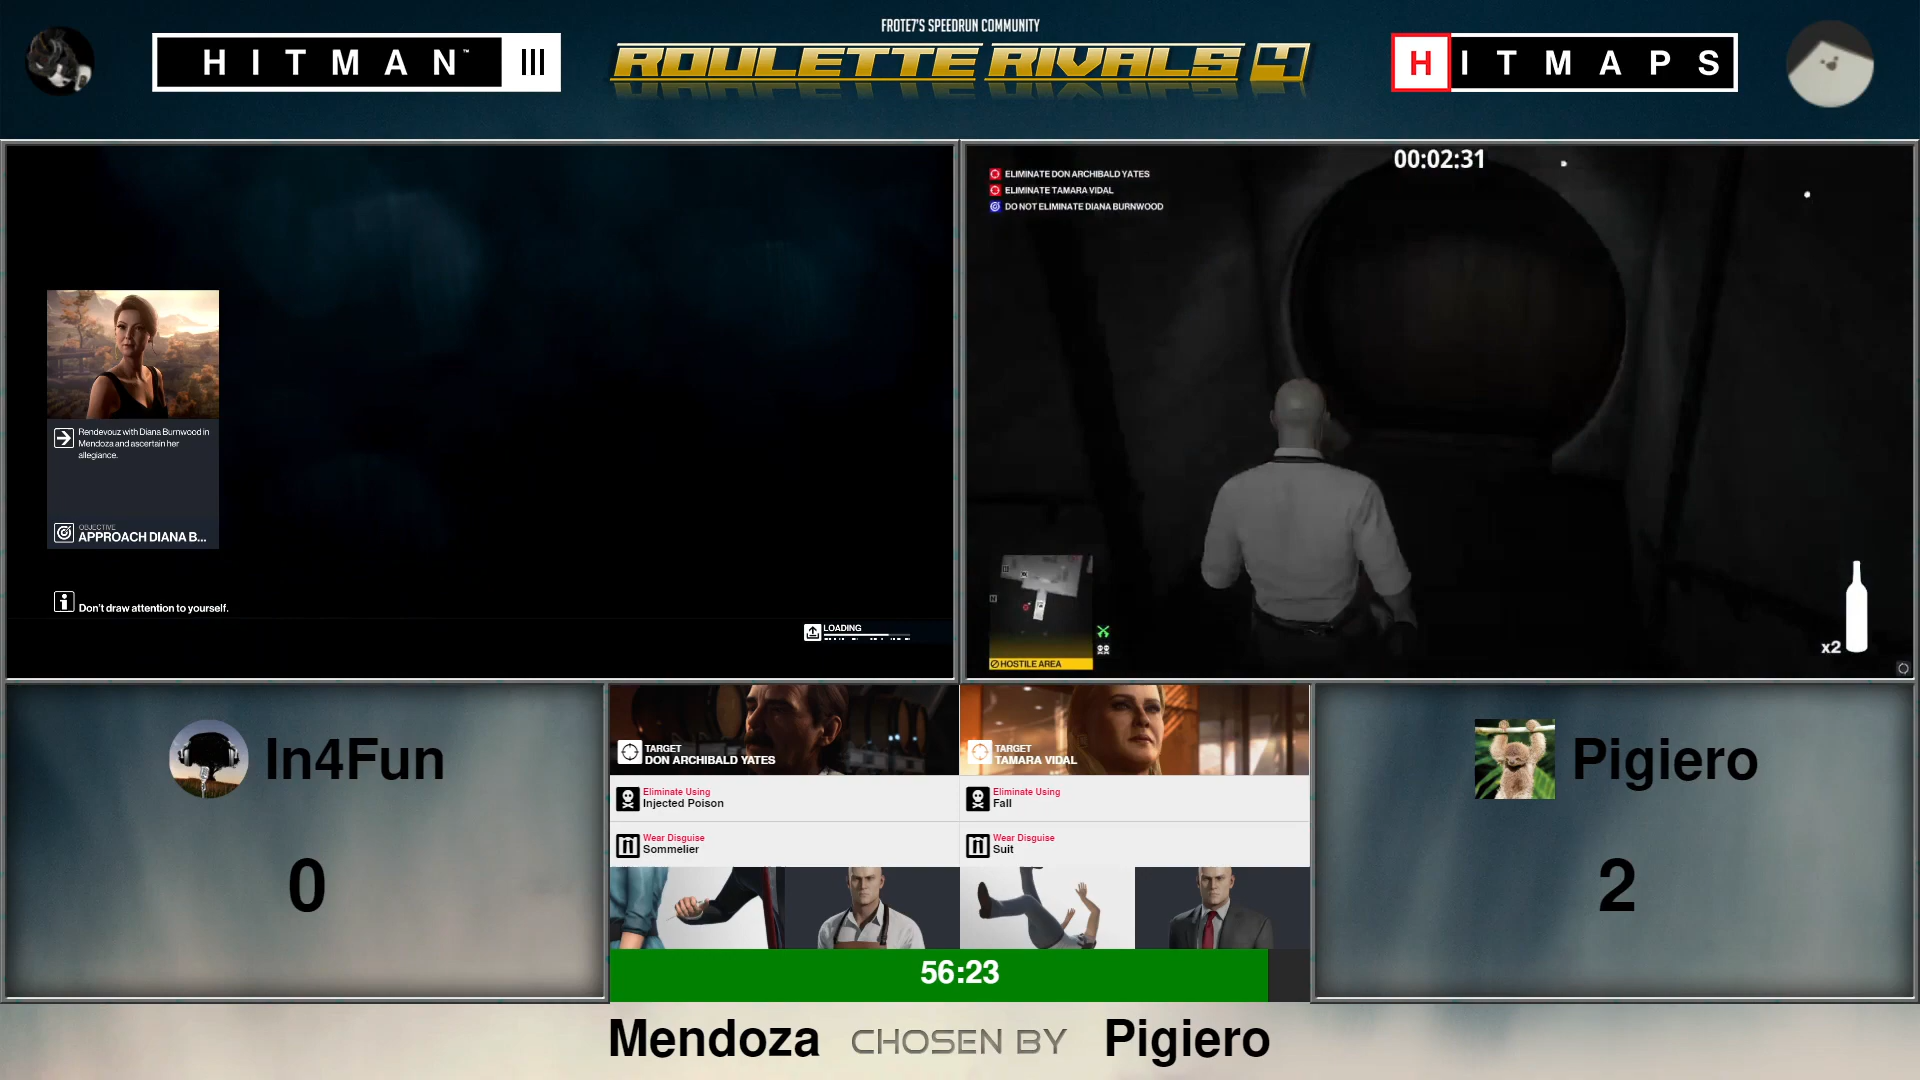 FROTE7'S SPEEDRUN COMMUNITY
HITMAN™ III
ROULETTE RIVALS 4
HITMAPS
Rendevouz with Diana Burnwood in
Mendoza and ascertain her
allegiance.
OBJECTIVE
APPROACH DIANA B...
Don't draw attention to yourself.
LOADING
00:02:31
ELIMINATE DON ARCHIBALD YATES
ELIMINATE TAMARA VIDAL
DO NOT ELIMINATE DIANA BURNWOOD
HOSTILE AREA
x2
In4Fun
0
TARGET
DON ARCHIBALD YATES
Eliminate Using
Injected Poison
Wear Disguise
Sommelier
TARGET
TAMARA VIDAL
Eliminate Using
Fall
Wear Disguise
Suit
56:23
Pigiero
2
Mendoza CHOSEN BY Pigiero